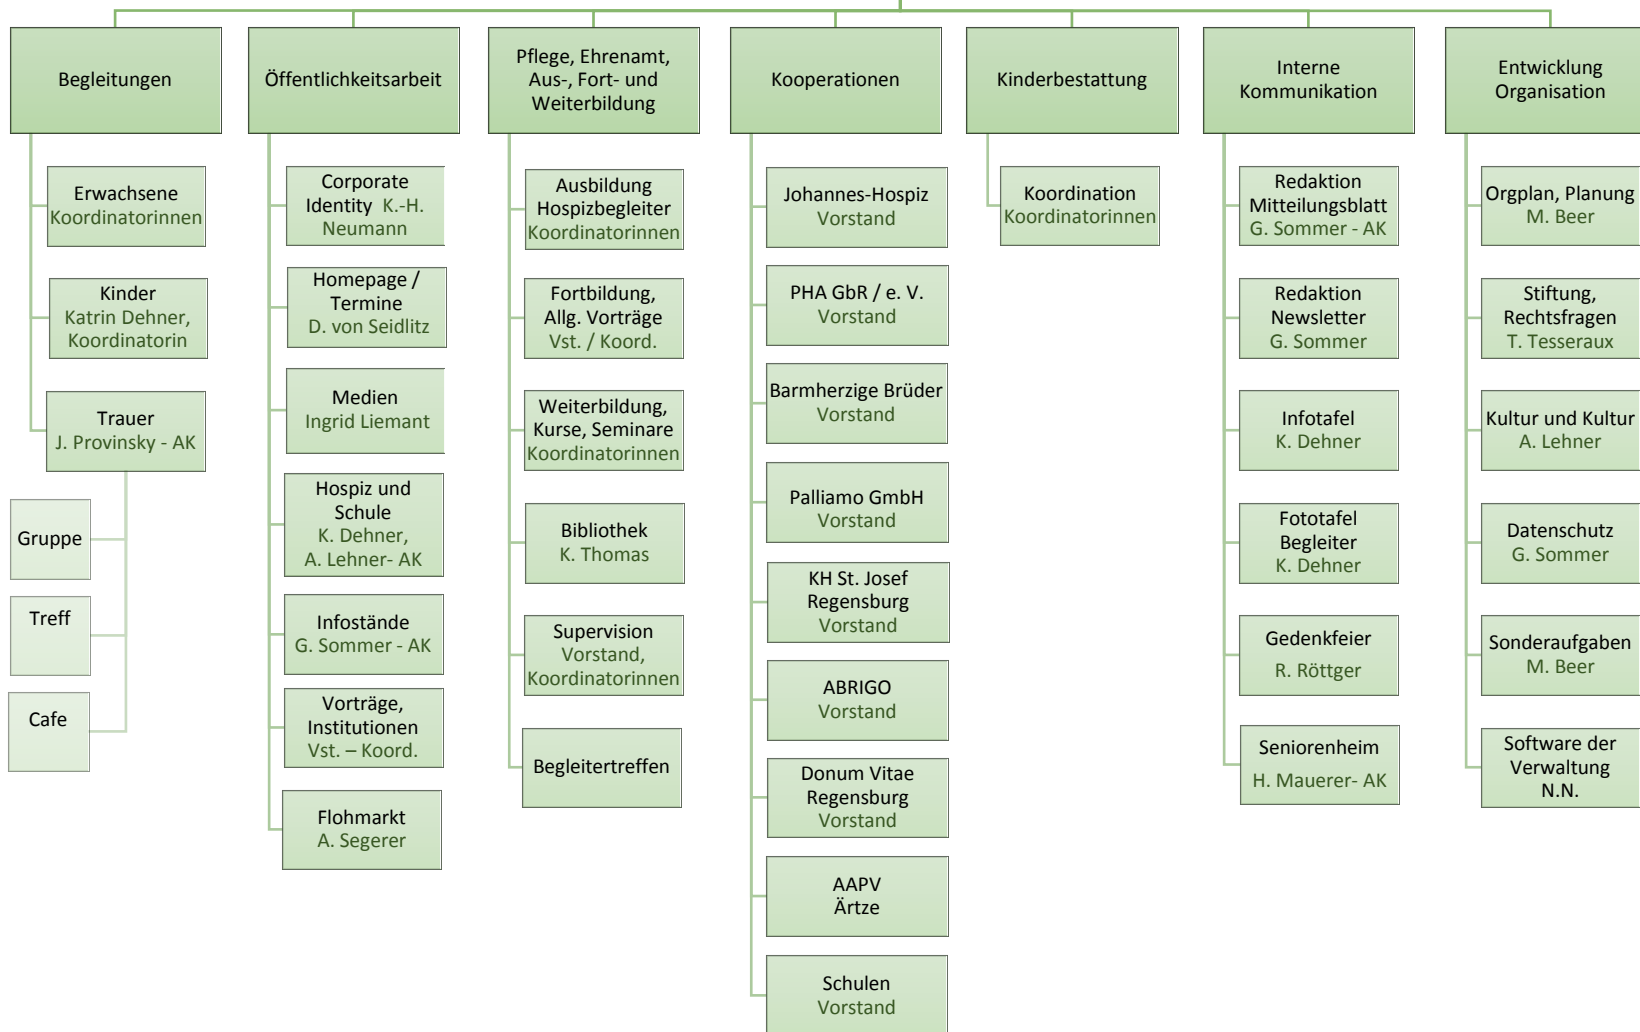 Begleitungen
Erwachsene
Koordinatorinnen
Kinder
Katrin Dehner,
Koordinatorin
Trauer
J. Provinsky - AK
Gruppe
Treff
Cafe
Öffentlichkeitsarbeit
Corporate
Identity K.-H.
Neumann
Homepage /
Termine
D. von Seidlitz
Medien
Ingrid Liemant
Hospiz und
Schule
K. Dehner,
A. Lehner- AK
Infostände
G. Sommer - AK
Vorträge,
Institutionen
Vst. – Koord.
Flohmarkt
A. Segerer
Pflege, Ehrenamt,
Aus-, Fort- und
Weiterbildung
Ausbildung
Hospizbegleiter
Koordinatorinnen
Fortbildung,
Allg. Vorträge
Vst. / Koord.
Weiterbildung,
Kurse, Seminare
Koordinatorinnen
Bibliothek
K. Thomas
Supervision
Vorstand,
Koordinatorinnen
Begleitertreffen
Kooperationen
Johannes-Hospiz
Vorstand
PHA GbR / e. V.
Vorstand
Barmherzige Brüder
Vorstand
Palliamo GmbH
Vorstand
KH St. Josef
Regensburg
Vorstand
ABRIGO
Vorstand
Donum Vitae
Regensburg
Vorstand
AAPV
Ärtze
Schulen
Vorstand
Kinderbestattung
Koordination
Koordinatorinnen
Interne
Kommunikation
Redaktion
Mitteilungsblatt
G. Sommer - AK
Redaktion
Newsletter
G. Sommer
Infotafel
K. Dehner
Fototafel
Begleiter
K. Dehner
Gedenkfeier
R. Röttger
Seniorenheim
H. Mauerer- AK
Entwicklung
Organisation
Orgplan, Planung
M. Beer
Stiftung,
Rechtsfragen
T. Tesseraux
Kultur und Kultur
A. Lehner
Datenschutz
G. Sommer
Sonderaufgaben
M. Beer
Software der
Verwaltung
N.N.